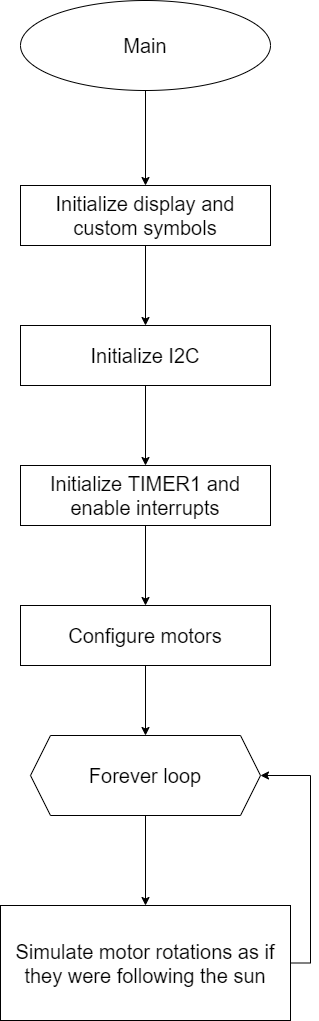 Main
Initialize display and
custom symbols
Initialize I2C
Initialize TIMER1 and
enable interrupts
Configure motors
Forever loop
Simulate motor rotations as if
they were following the sun